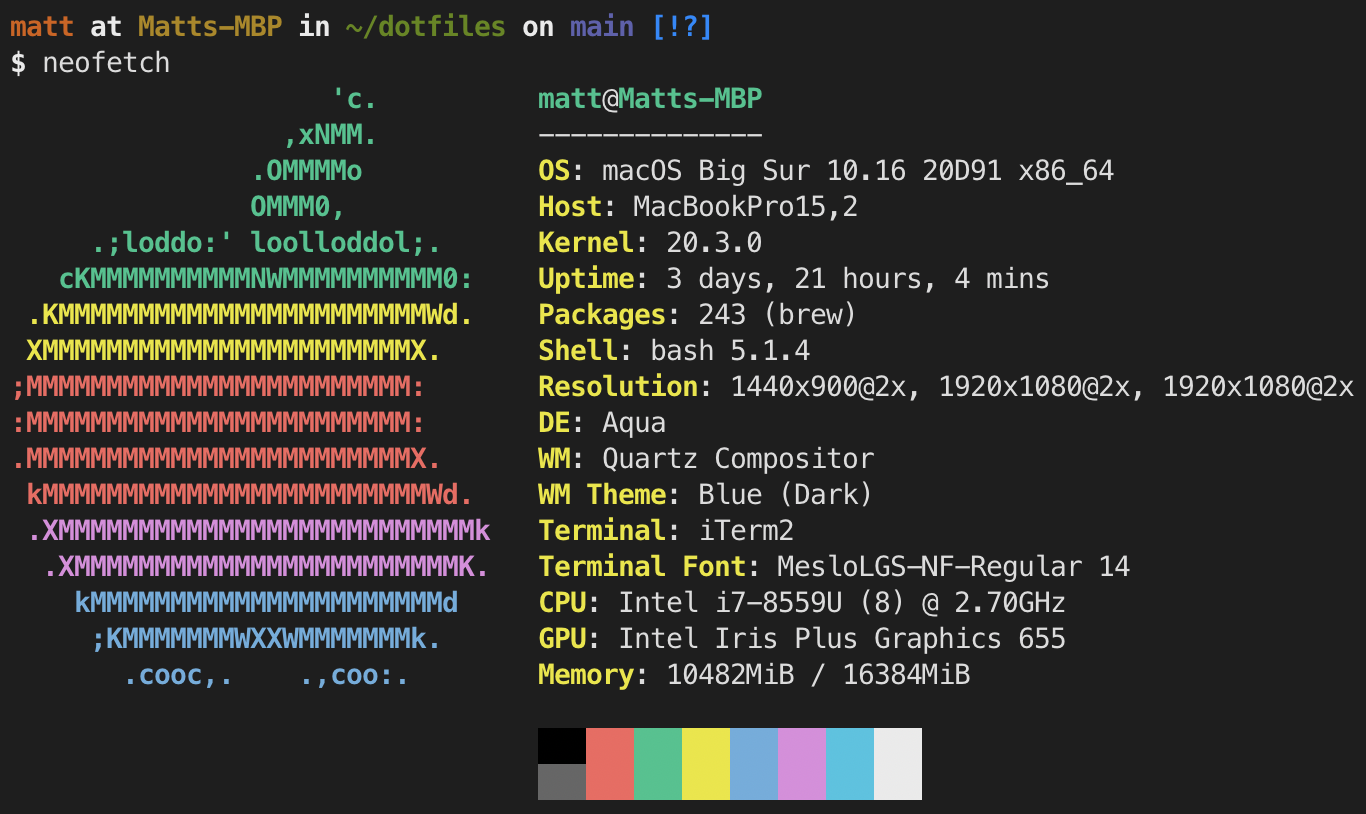 matt at Matts-MBP in ~/dotfiles on main [!?]
$ neofetch
                    'c.          matt@Matts-MBP
                 ,xNMM.          --------------
               .OMMMMo           OS: macOS Big Sur 10.16 20D91 x86_64
               OMMM0,            Host: MacBookPro15,2
     .;loddo:' loolloddol;.      Kernel: 20.3.0
   cKMMMMMMMMMMNWMMMMMMMMMM0:    Uptime: 3 days, 21 hours, 4 mins
 .KMMMMMMMMMMMMMMMMMMMMMMMWd.    Packages: 243 (brew)
 XMMMMMMMMMMMMMMMMMMMMMMMX.      Shell: bash 5.1.4
;MMMMMMMMMMMMMMMMMMMMMMMM:       Resolution: 1440x900@2x, 1920x1080@2x, 1920x1080@2x
:MMMMMMMMMMMMMMMMMMMMMMMM:       DE: Aqua
.MMMMMMMMMMMMMMMMMMMMMMMMX.      WM: Quartz Compositor
 kMMMMMMMMMMMMMMMMMMMMMMMMWd.    WM Theme: Blue (Dark)
 .XMMMMMMMMMMMMMMMMMMMMMMMMMMk   Terminal: iTerm2
  .XMMMMMMMMMMMMMMMMMMMMMMMMK.   Terminal Font: MesloLGS-NF-Regular 14
    kMMMMMMMMMMMMMMMMMMMMMMd     CPU: Intel i7-8559U (8) @ 2.70GHz
     ;KMMMMMMMWXXWMMMMMMMk.      GPU: Intel Iris Plus Graphics 655
       .cooc,.    .,coo:.        Memory: 10482MiB / 16384MiB